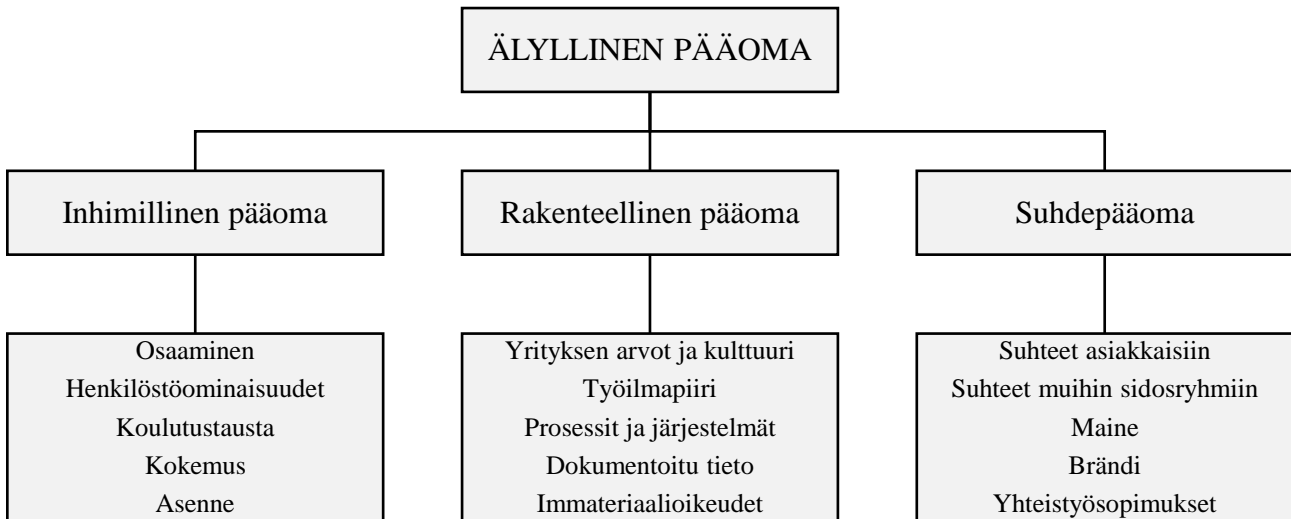 ÄLYLLINEN PÄÄOMA
Inhimillinen pääoma
Rakenteellinen pääoma
Suhdepääoma
Osaaminen
Henkilöstöominaisuudet
Koulutustausta
Kokemus
Asenne
Yrityksen arvot ja kulttuuri
Työilmapiiri
Prosessit ja järjestelmät
Dokumentoitu tieto
Immateriaalioikeudet
Suhteet asiakkaisiin
Suhteet muihin sidosryhmiin
Maine
Brändi
Yhteistyösopimukset